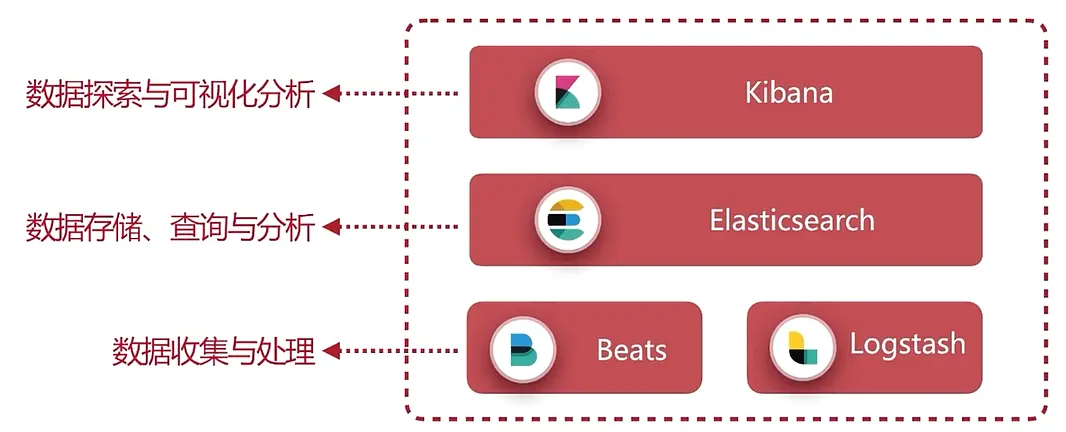 数据探索与可视化分析
Kibana
数据存储、查询与分析
Elasticsearch
数据收集与处理
Beats
Logstash